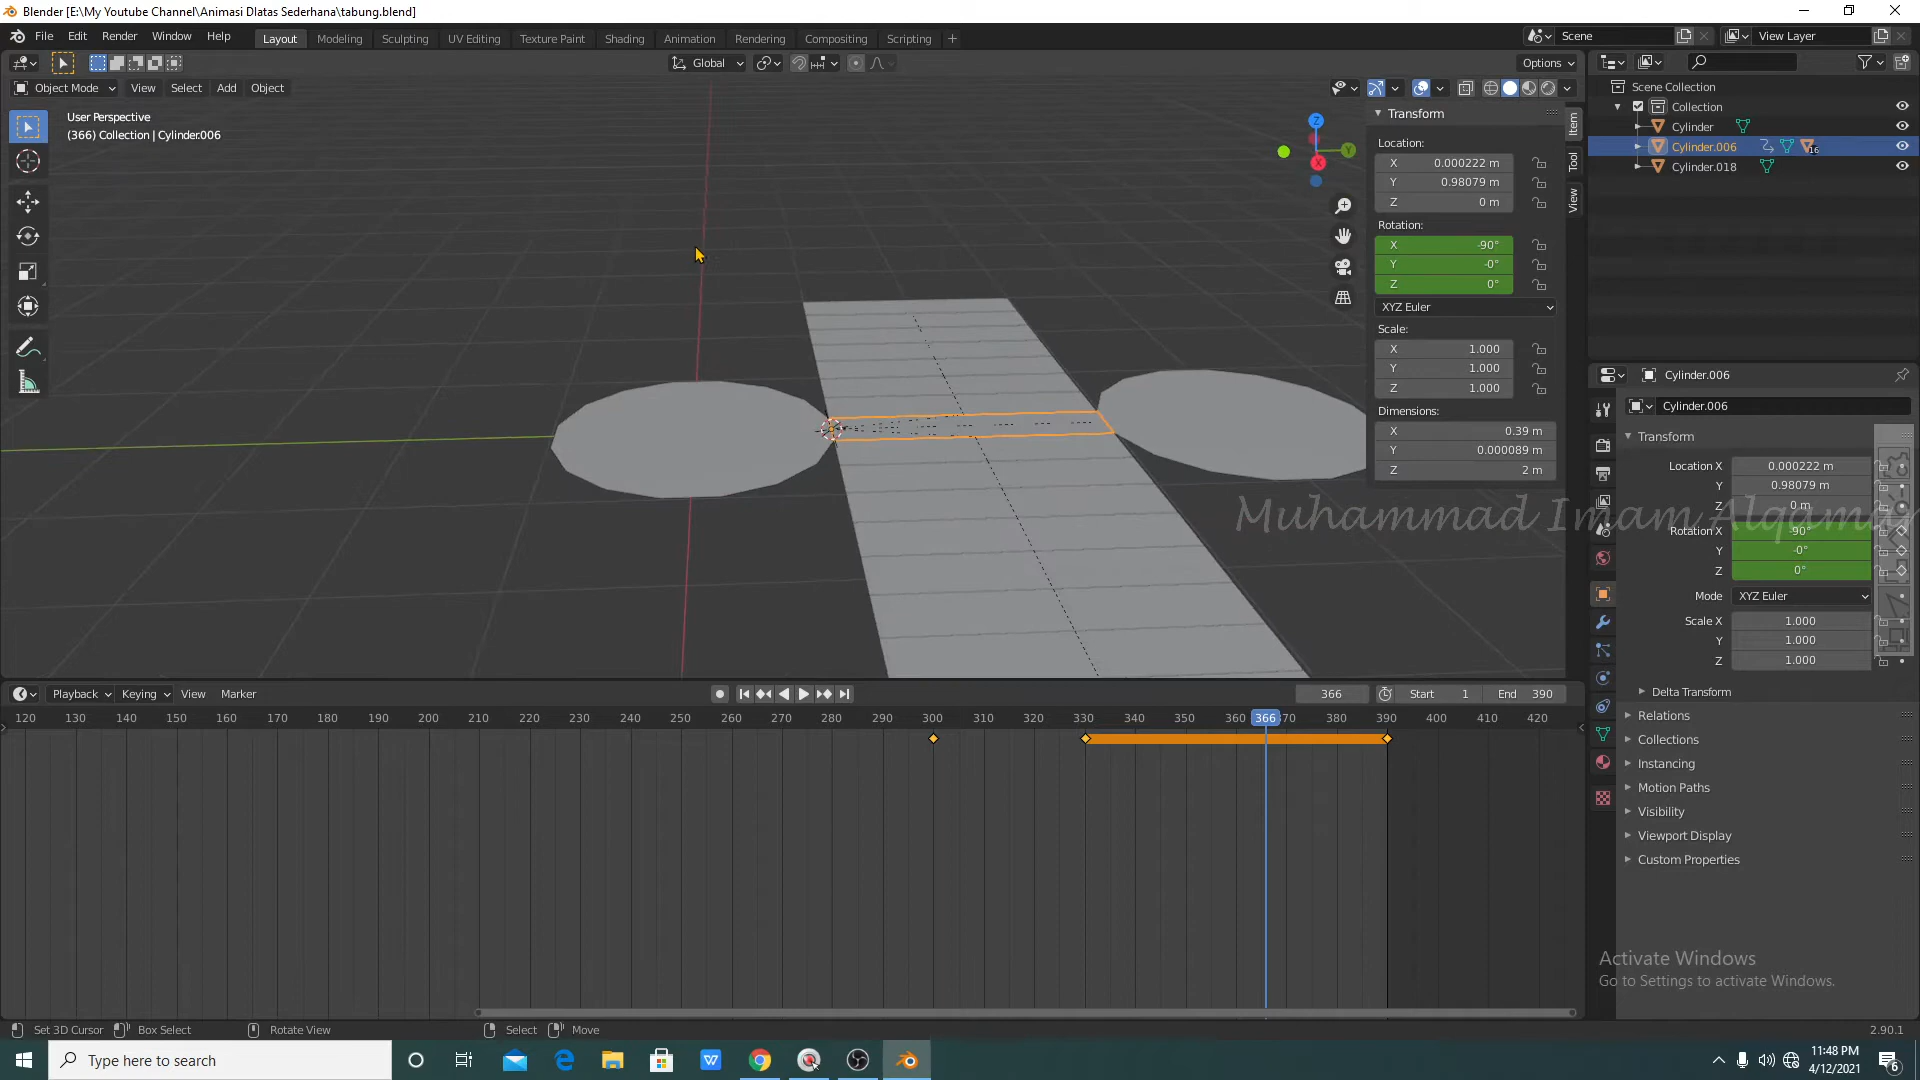 Blender [E:\My Youtube Channel\Animasi DIatas Sederhana\tabung.blend]
File Edit Render Window Help
Layout Modeling Sculpting UV Editing Texture Paint Shading Animation Rendering Compositing Scripting +
Scene View Layer
Global Options
Object Mode View Select Add Object
User Perspective
(366) Collection | Cylinder.006
Z
Y
X
Transform
Location:
X 0.000222 m
Y 0.98079 m
Z 0 m
Rotation:
X -90°
Y -0°
Z 0°
XYZ Euler
Scale:
X 1.000
Y 1.000
Z 1.000
Dimensions:
X 0.39 m
Y 0.000089 m
Z 2 m
Item
Tool
View
Scene Collection
Collection
Cylinder
Cylinder.006 16
Cylinder.018
Cylinder.006
Cylinder.006
Transform
Location X 0.000222 m
Y 0.98079 m
Z 0 m
Rotation X -90°
Y -0°
Z 0°
Mode XYZ Euler
Scale X 1.000
Y 1.000
Z 1.000
Delta Transform
Relations
Collections
Instancing
Motion Paths
Visibility
Viewport Display
Custom Properties
Muhammad Imam Alqamar
Playback Keying View Marker
366 Start 1 End 390
120 130 140 150 160 170 180 190 200 210 220 230 240 250 260 270 280 290 300 310 320 330 340 350 360 366 70 380 390 400 410 420
Activate Windows
Go to Settings to activate Windows.
Set 3D Cursor Box Select Rotate View Select Move
2.90.1
Type here to search
11:48 PM
4/12/2021
6